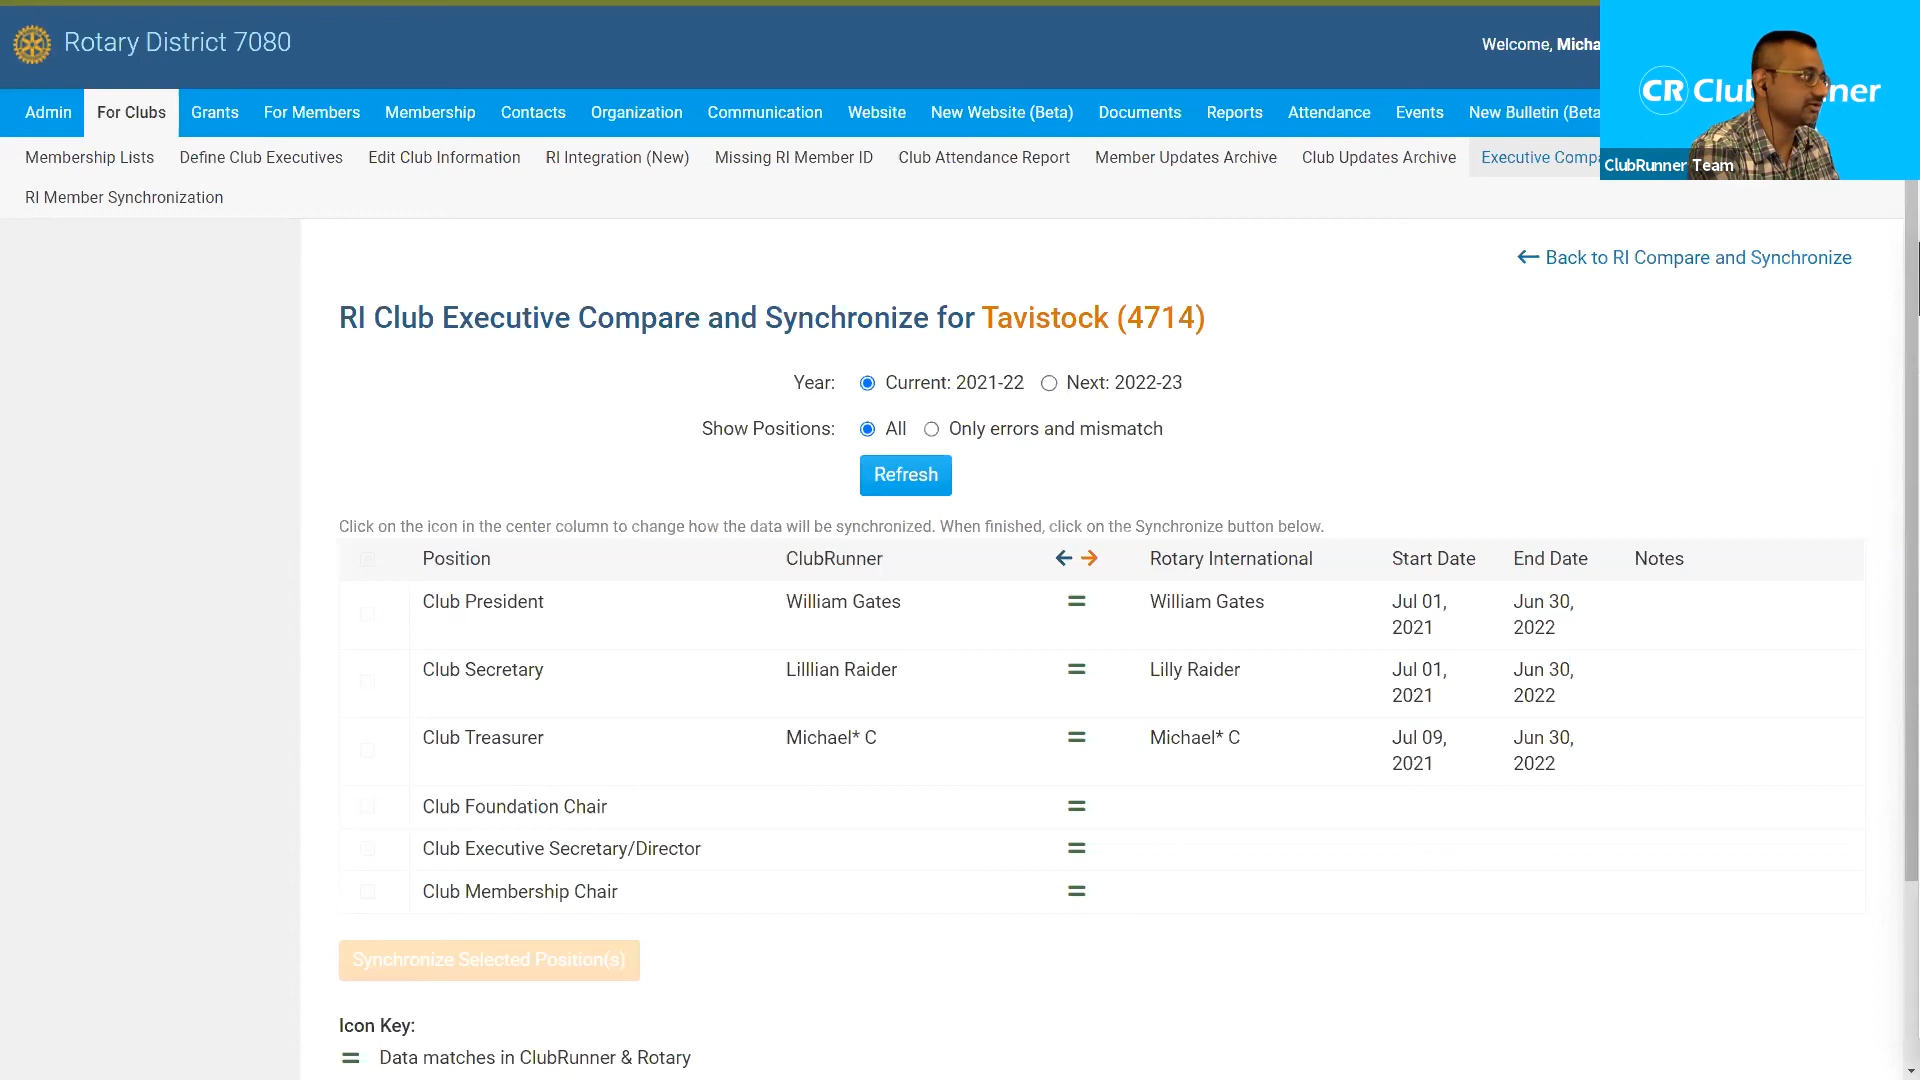 Rotary District 7080
Welcome, Micha
CR Clu nner
Admin For Clubs Grants For Members Membership Contacts Organization Communication Website New Website (Beta) Documents Reports Attendance Events New Bulletin (Beta
Membership Lists Define Club Executives Edit Club Information RI Integration (New) Missing RI Member ID Club Attendance Report Member Updates Archive Club Updates Archive Executive Compa
ClubRunner Team
RI Member Synchronization
← Back to RI Compare and Synchronize
RI Club Executive Compare and Synchronize for Tavistock (4714)
Year: Current: 2021-22 Next: 2022-23
Show Positions: All Only errors and mismatch
Refresh
Click on the icon in the center column to change how the data will be synchronized. When finished, click on the Synchronize button below.
Position ClubRunner ← → Rotary International Start Date End Date Notes
Club President William Gates = William Gates Jul 01, Jun 30,
2021 2022
Club Secretary Lilllian Raider = Lilly Raider Jul 01, Jun 30,
2021 2022
Club Treasurer Michael* C = Michael* C Jul 09, Jun 30,
2021 2022
Club Foundation Chair =
Club Executive Secretary/Director =
Club Membership Chair =
Synchronize Selected Position(s)
Icon Key:
= Data matches in ClubRunner & Rotary